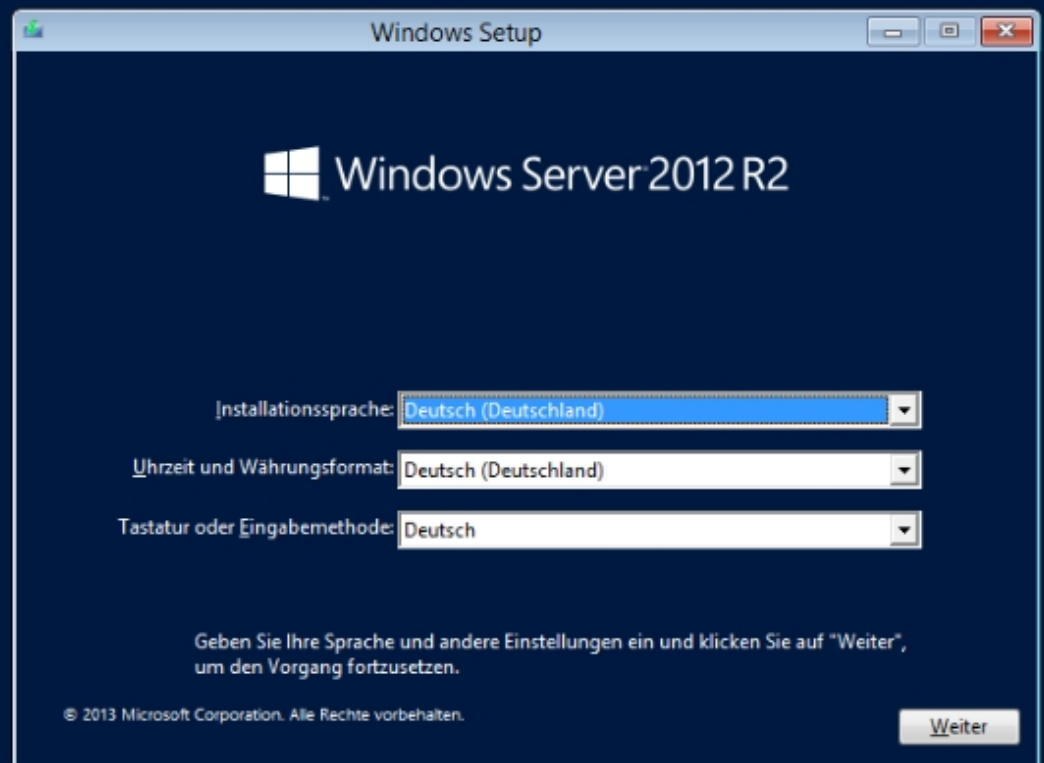 Windows Setup
Windows Server 2012 R2
Installationssprache: Deutsch (Deutschland)
Uhrzeit und Währungsformat: Deutsch (Deutschland)
Tastatur oder Eingabemethode: Deutsch
Geben Sie Ihre Sprache und andere Einstellungen ein und klicken Sie auf "Weiter",
um den Vorgang fortzusetzen.
© 2013 Microsoft Corporation. Alle Rechte vorbehalten.
Weiter